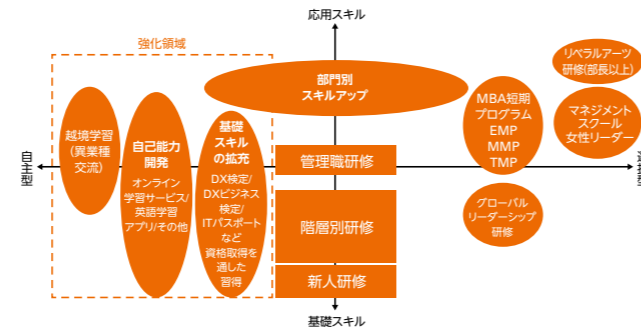 応用スキル
強化領域
部門別
スキルアップ
リベラルアーツ
研修(部長以上)
MBA短期
プログラム
EMP
MMP
TMP
マネジメント
スクール
女性リーダー
越境学習
(異業種
交流)
自己能力
開発
オンライン
学習サービス/
英語学習
アプリ/その他
基礎
スキル
の拡充
DX検定/
DXビジネス
検定/
ITパスポート
など
資格取得を
通した
習得
管理職研修
自主型
選抜型
階層別研修
グローバル
リーダーシップ
研修
新人研修
基礎スキル